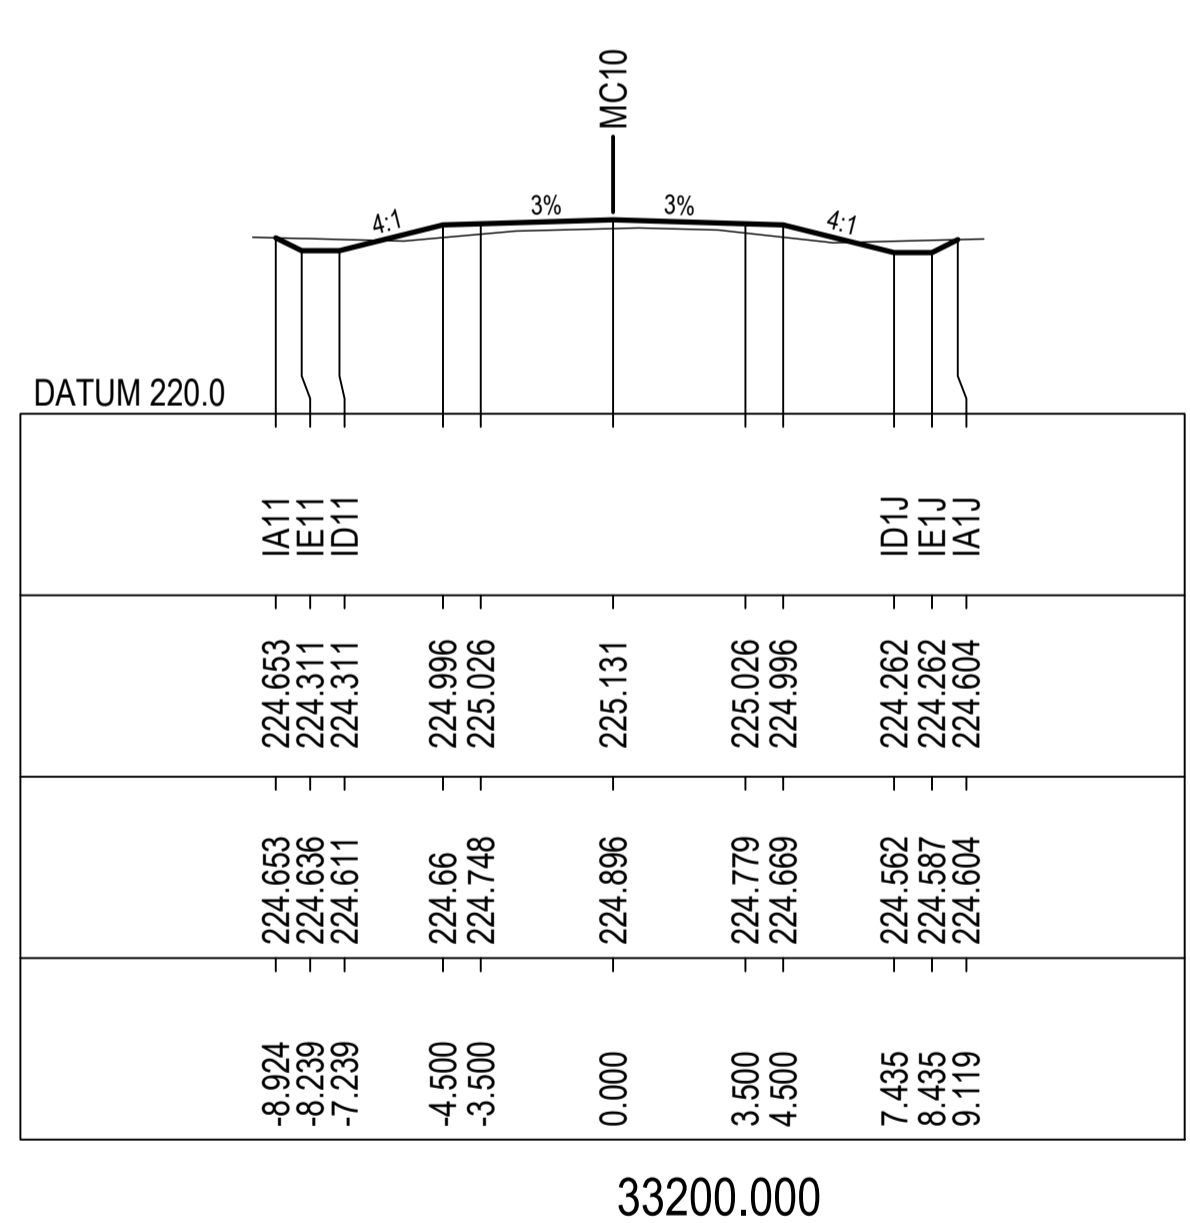 MC10
4:1
3%
3%
4:1
DATUM 220.0
IA11 IE11 ID11 ID1J IE1J IA1J
224.653 224.311 224.311 224.996 225.026 225.131 225.026 224.996 224.262 224.262 224.604
224.653 224.636 224.611 224.66 224.748 224.896 224.779 224.669 224.562 224.587 224.604
-8.924 -8.239 -7.239 -4.500 -3.500 0.000 3.500 4.500 7.435 8.435 9.119
33200.000